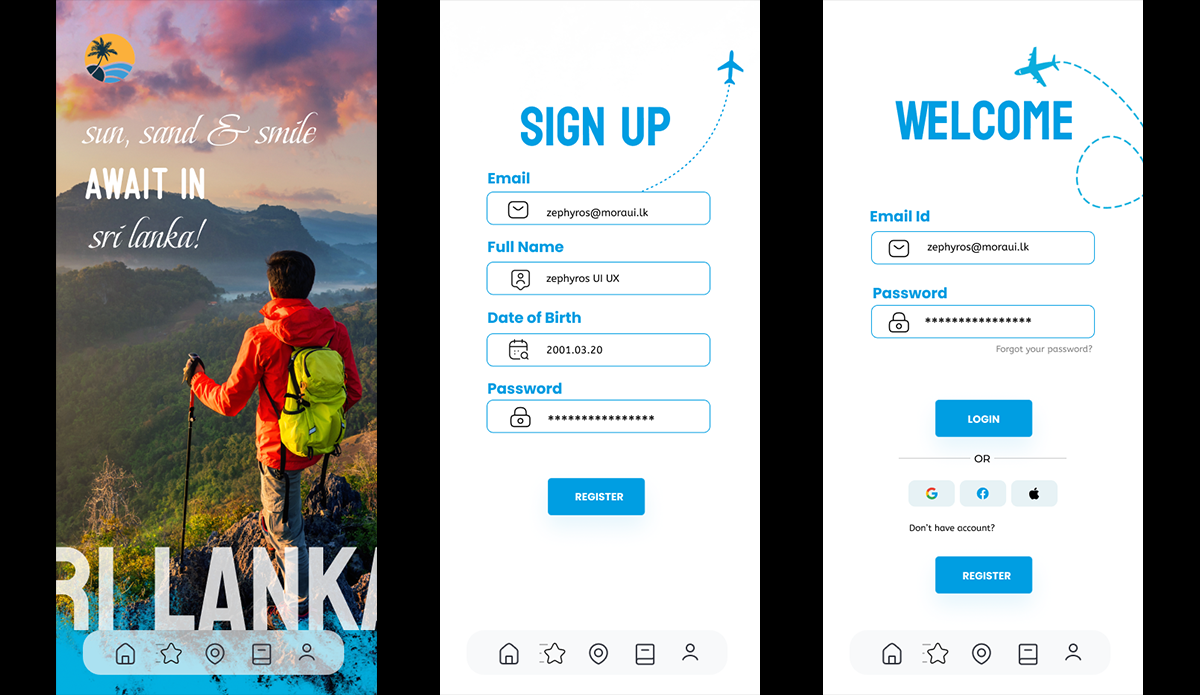 sun, sand & smile
AWAIT IN
sri lanka!
RI LANKA
SIGN UP
Email
zephyros@moraui.lk
Full Name
zephyros UI UX
Date of Birth
2001.03.20
Password
****************
REGISTER
WELCOME
Email Id
zephyros@moraui.lk
Password
****************
Forgot your password?
LOGIN
OR
G
Don't have account?
REGISTER